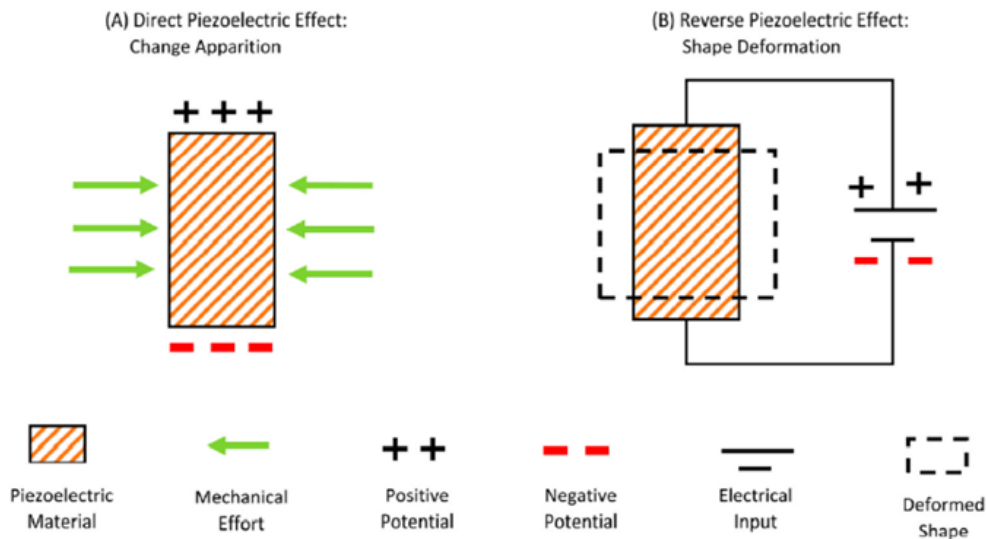 (A) Direct Piezoelectric Effect:
Change Apparition
(B) Reverse Piezoelectric Effect:
Shape Deformation
+ + +
+ +
Piezoelectric
Material
Mechanical
Effort
++
Positive
Potential
Negative
Potential
Electrical
Input
Deformed
Shape